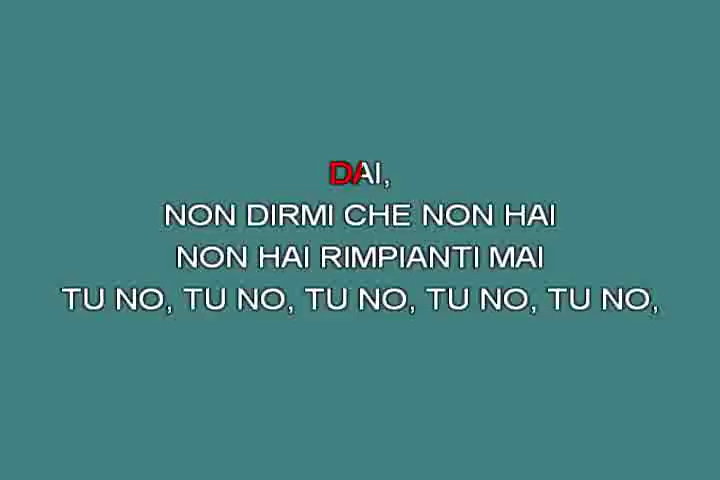 DAI,
NON DIRMI CHE NON HAI
NON HAI RIMPIANTI MAI
TU NO, TU NO, TU NO, TU NO, TU NO,